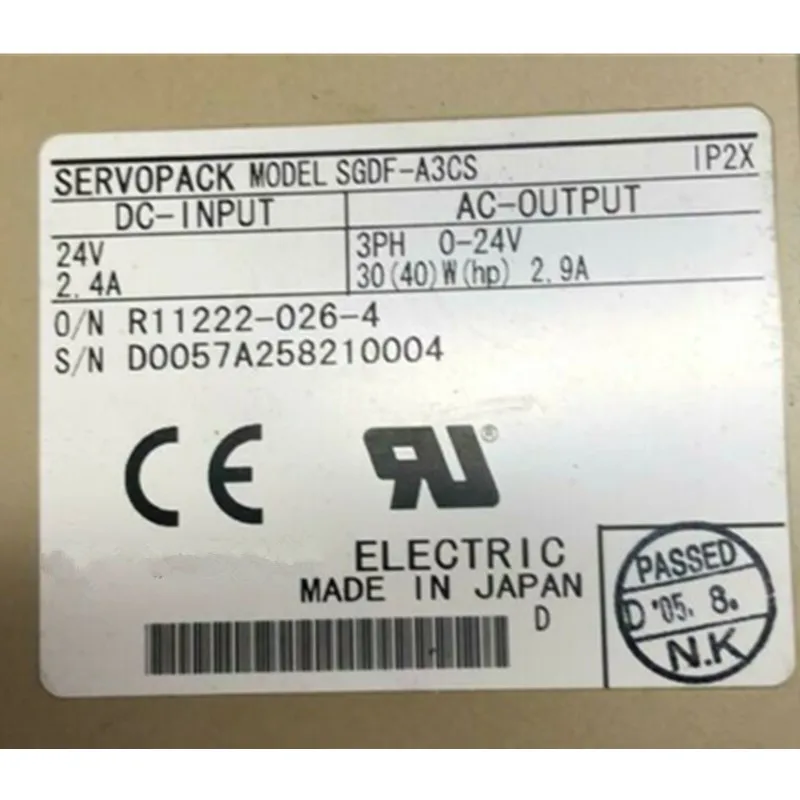 SERVOPACK MODEL SGDF-A3CS IP2X
DC-INPUT AC-OUTPUT
24V 3PH 0-24V
2.4A 30(40)W(hp) 2.9A
O/N R11222-026-4
S/N D0057A258210004
CE RU®
ELECTRIC
MADE IN JAPAN
D
PASSED
D '05. 8.
N.K